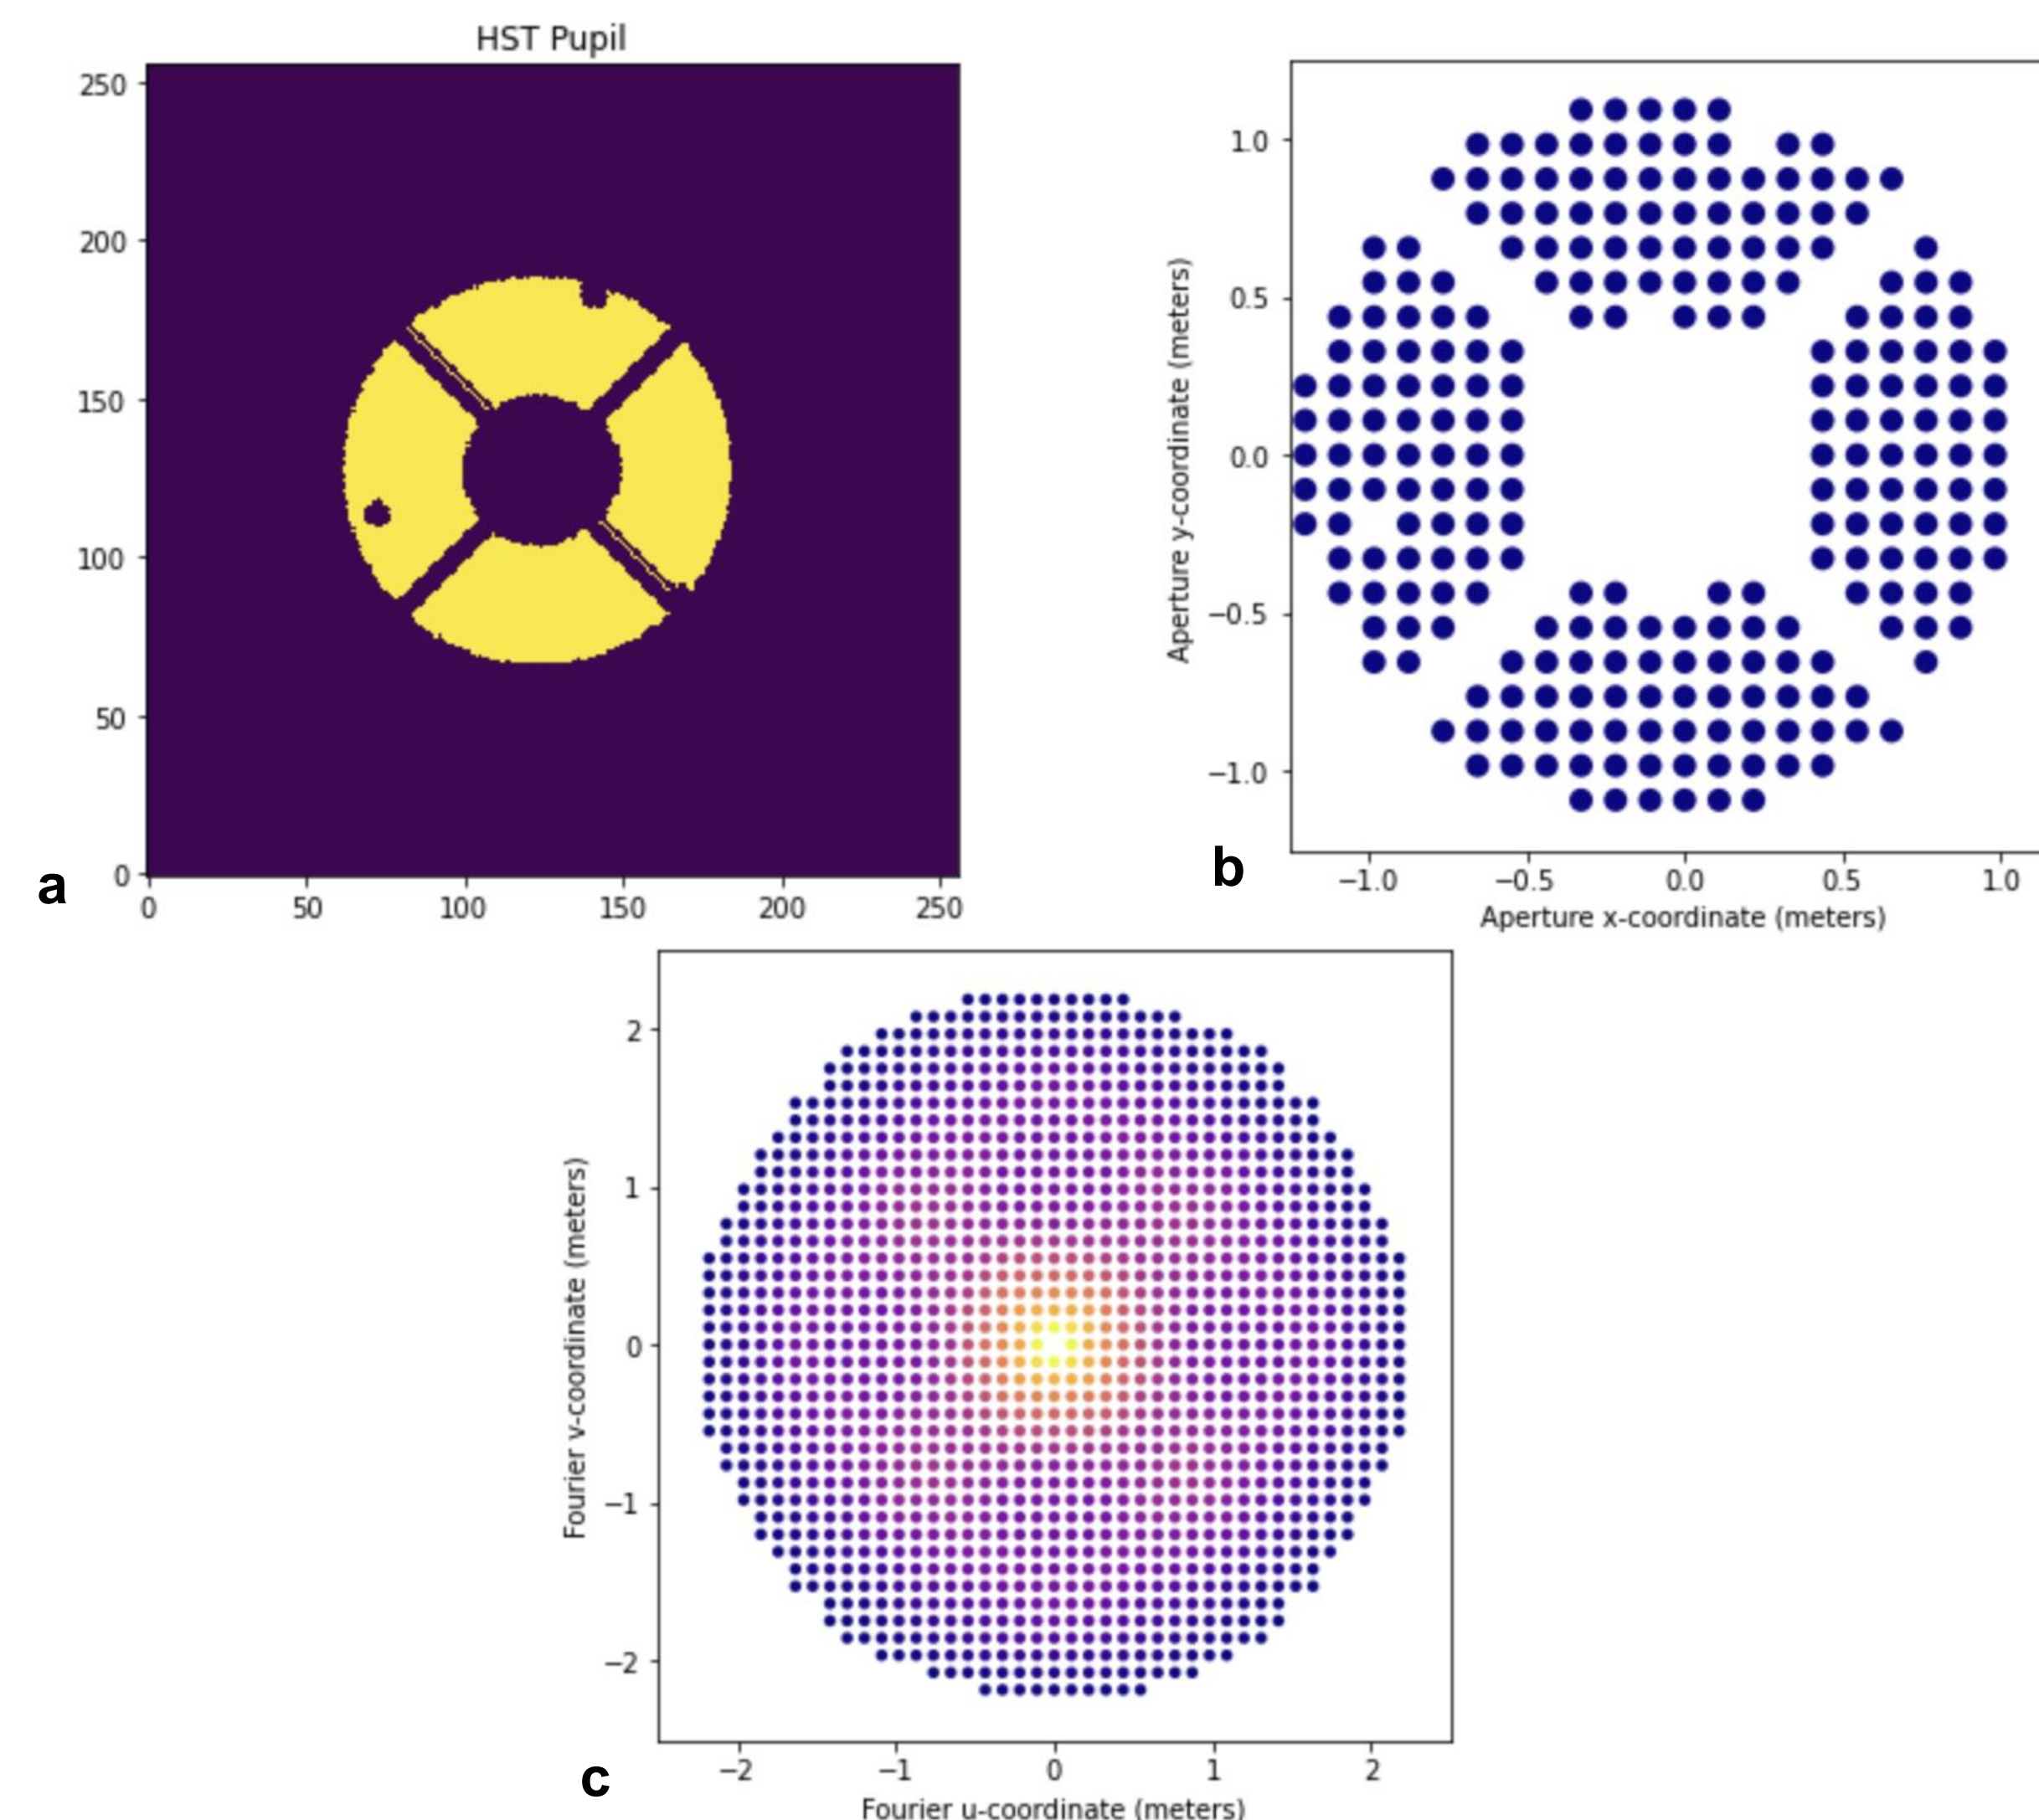 HST Pupil
250
200
150
100
50
0
0 50 100 150 200 250
a
Aperture y-coordinate (meters)
1.0
0.5
0.0
−0.5
−1.0
−1.0 −0.5 0.0 0.5 1.0
Aperture x-coordinate (meters)
b
Fourier v-coordinate (meters)
2
1
0
−1
−2
−2 −1 0 1 2
Fourier u-coordinate (meters)
c